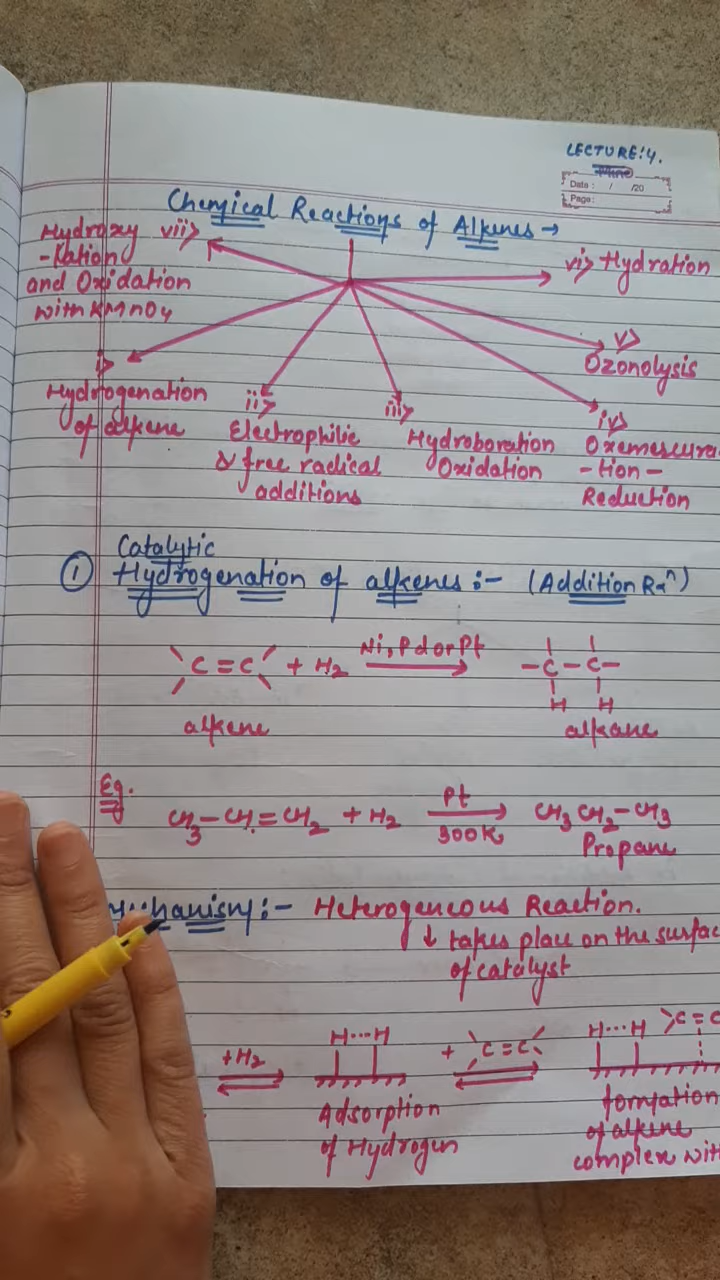 LECTURE:4.
Date : / /20
Page:
Chemical Reactions of Alkenes →
Hydroxy vii>
-lation
and Oxidation
with KMnO4
vi> Hydration
v>
Ozonolysis
i>
Hydrogenation
of alkene
ii>
Electrophilic
& free radical
additions
iii>
Hydroboration
Oxidation
iv>
Oxemercura
-tion-
Reduction
Catalytic
① Hydrogenation of alkenes :- (Addition Rxⁿ)
C=C + H2 Ni, Pd or Pt -C-C-
H H
alkene alkane
Eg. CH3-CH=CH2 + H2 Pt 300K CH3CH2-CH3
Propane
Mechanism:- Heterogeneous Reaction.
↓ takes place on the surfac
of catalyst
+H2 H···H + C=C H···H >C=C
Adsorption
of Hydrogen
formation
of alkene
complex with